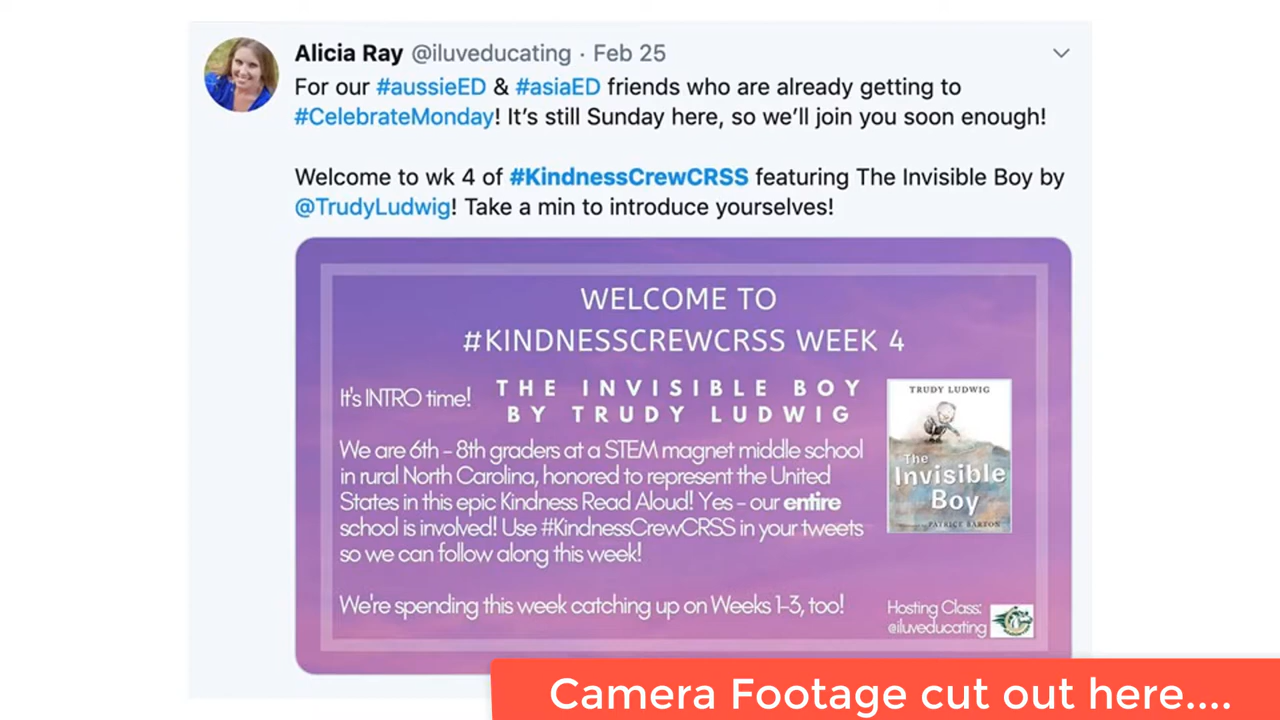 Alicia Ray @iluveducating · Feb 25
For our #aussieED & #asiaED friends who are already getting to
#CelebrateMonday! It’s still Sunday here, so we’ll join you soon enough!
Welcome to wk 4 of #KindnessCrewCRSS featuring The Invisible Boy by
@TrudyLudwig! Take a min to introduce yourselves!
WELCOME TO
#KINDNESSCREWCRSS WEEK 4
It's INTRO time!
THE INVISIBLE BOY
BY TRUDY LUDWIG
We are 6th - 8th graders at a STEM magnet middle school
in rural North Carolina, honored to represent the United
States in this epic Kindness Read Aloud! Yes - our entire
school is involved! Use #KindnessCrewCRSS in your tweets
so we can follow along this week!
We're spending this week catching up on Weeks 1-3, too!
TRUDY LUDWIG
The
Invisible
Boy
PATRICE BARTON
Hosting Class:
@iluveducating
Camera Footage cut out here....